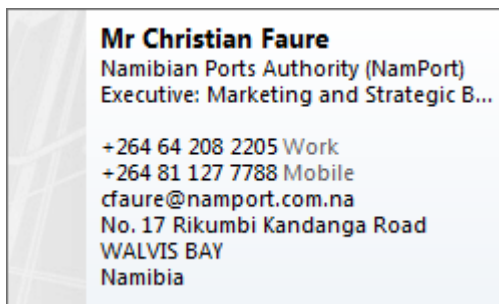 Mr Christian Faure
Namibian Ports Authority (NamPort)
Executive: Marketing and Strategic B...
+264 64 208 2205 Work
+264 81 127 7788 Mobile
cfaure@namport.com.na
No. 17 Rikumbi Kandanga Road
WALVIS BAY
Namibia